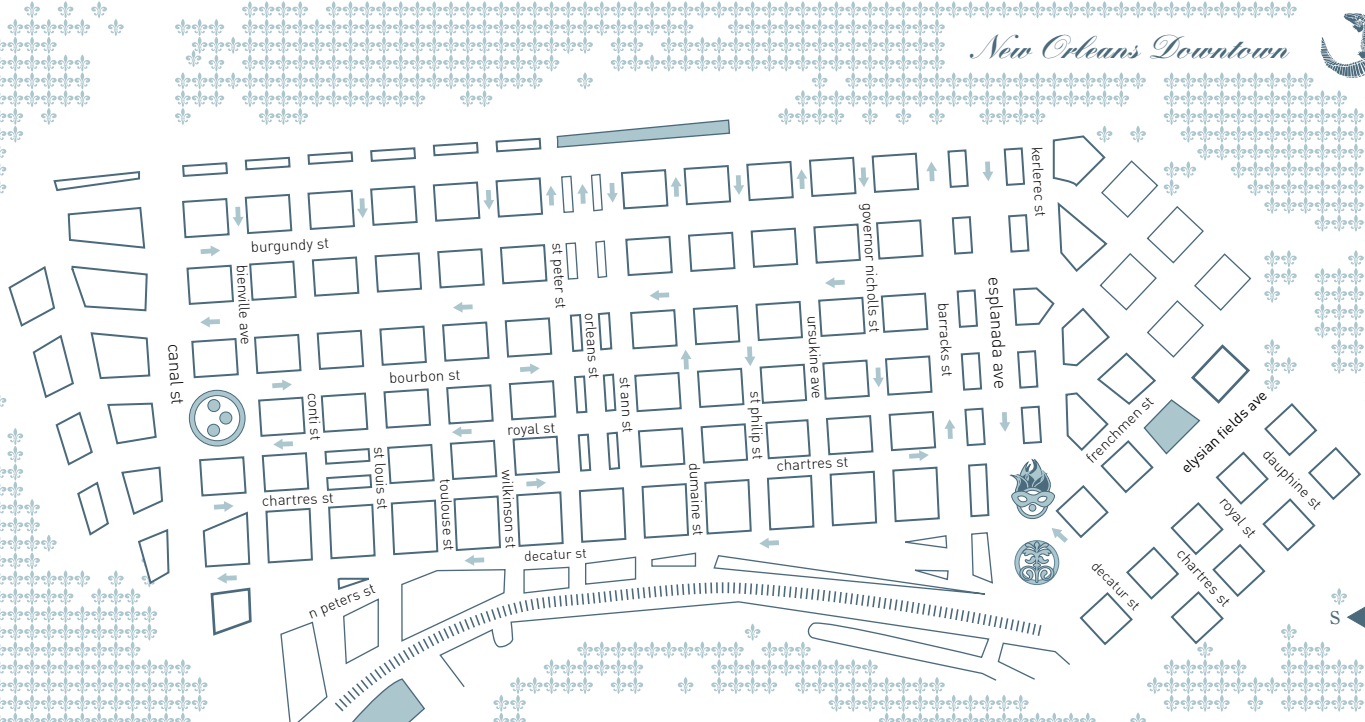 New Orleans Downtown
kerlerec st
burgundy st
bienville ave
st peter st
governor nicholls st
esplanada ave
barracks st
orleans st
ursukine ave
canal st
bourbon st
st ann st
conti st
royal st
st philip st
chartres st
frenchmen st
elysian fields ave
dauphine st
st louis st
toulouse st
wilkinson st
dumaine st
chartres st
royal st
decatur st
n peters st
decatur st
chartres st
S